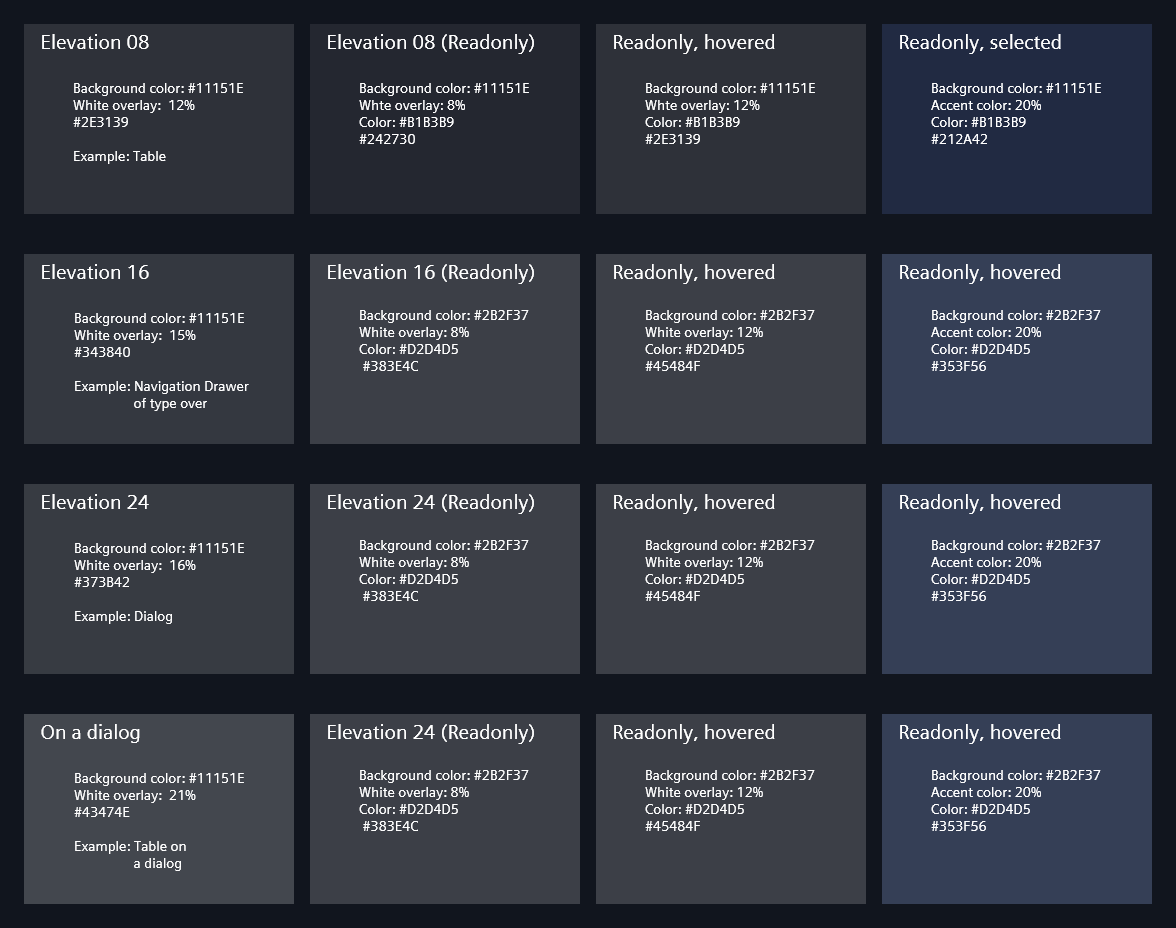 Elevation 08
Background color: #11151E
White overlay:  12%
#2E3139
Example: Table
Elevation 08 (Readonly)
Background color: #11151E
Whte overlay: 8%
Color: #B1B3B9
#242730
Readonly, hovered
Background color: #11151E
Whte overlay: 12%
Color: #B1B3B9
#2E3139
Readonly, selected
Background color: #11151E
Accent color: 20%
Color: #B1B3B9
#212A42
Elevation 16
Background color: #11151E
White overlay:  15%
#343840
Example: Navigation Drawer
of type over
Elevation 16 (Readonly)
Background color: #2B2F37
White overlay: 8%
Color: #D2D4D5
#383E4C
Readonly, hovered
Background color: #2B2F37
White overlay: 12%
Color: #D2D4D5
#45484F
Readonly, hovered
Background color: #2B2F37
Accent color: 20%
Color: #D2D4D5
#353F56
Elevation 24
Background color: #11151E
White overlay:  16%
#373B42
Example: Dialog
Elevation 24 (Readonly)
Background color: #2B2F37
White overlay: 8%
Color: #D2D4D5
#383E4C
Readonly, hovered
Background color: #2B2F37
White overlay: 12%
Color: #D2D4D5
#45484F
Readonly, hovered
Background color: #2B2F37
Accent color: 20%
Color: #D2D4D5
#353F56
On a dialog
Background color: #11151E
White overlay:  21%
#43474E
Example: Table on
a dialog
Elevation 24 (Readonly)
Background color: #2B2F37
White overlay: 8%
Color: #D2D4D5
#383E4C
Readonly, hovered
Background color: #2B2F37
White overlay: 12%
Color: #D2D4D5
#45484F
Readonly, hovered
Background color: #2B2F37
Accent color: 20%
Color: #D2D4D5
#353F56